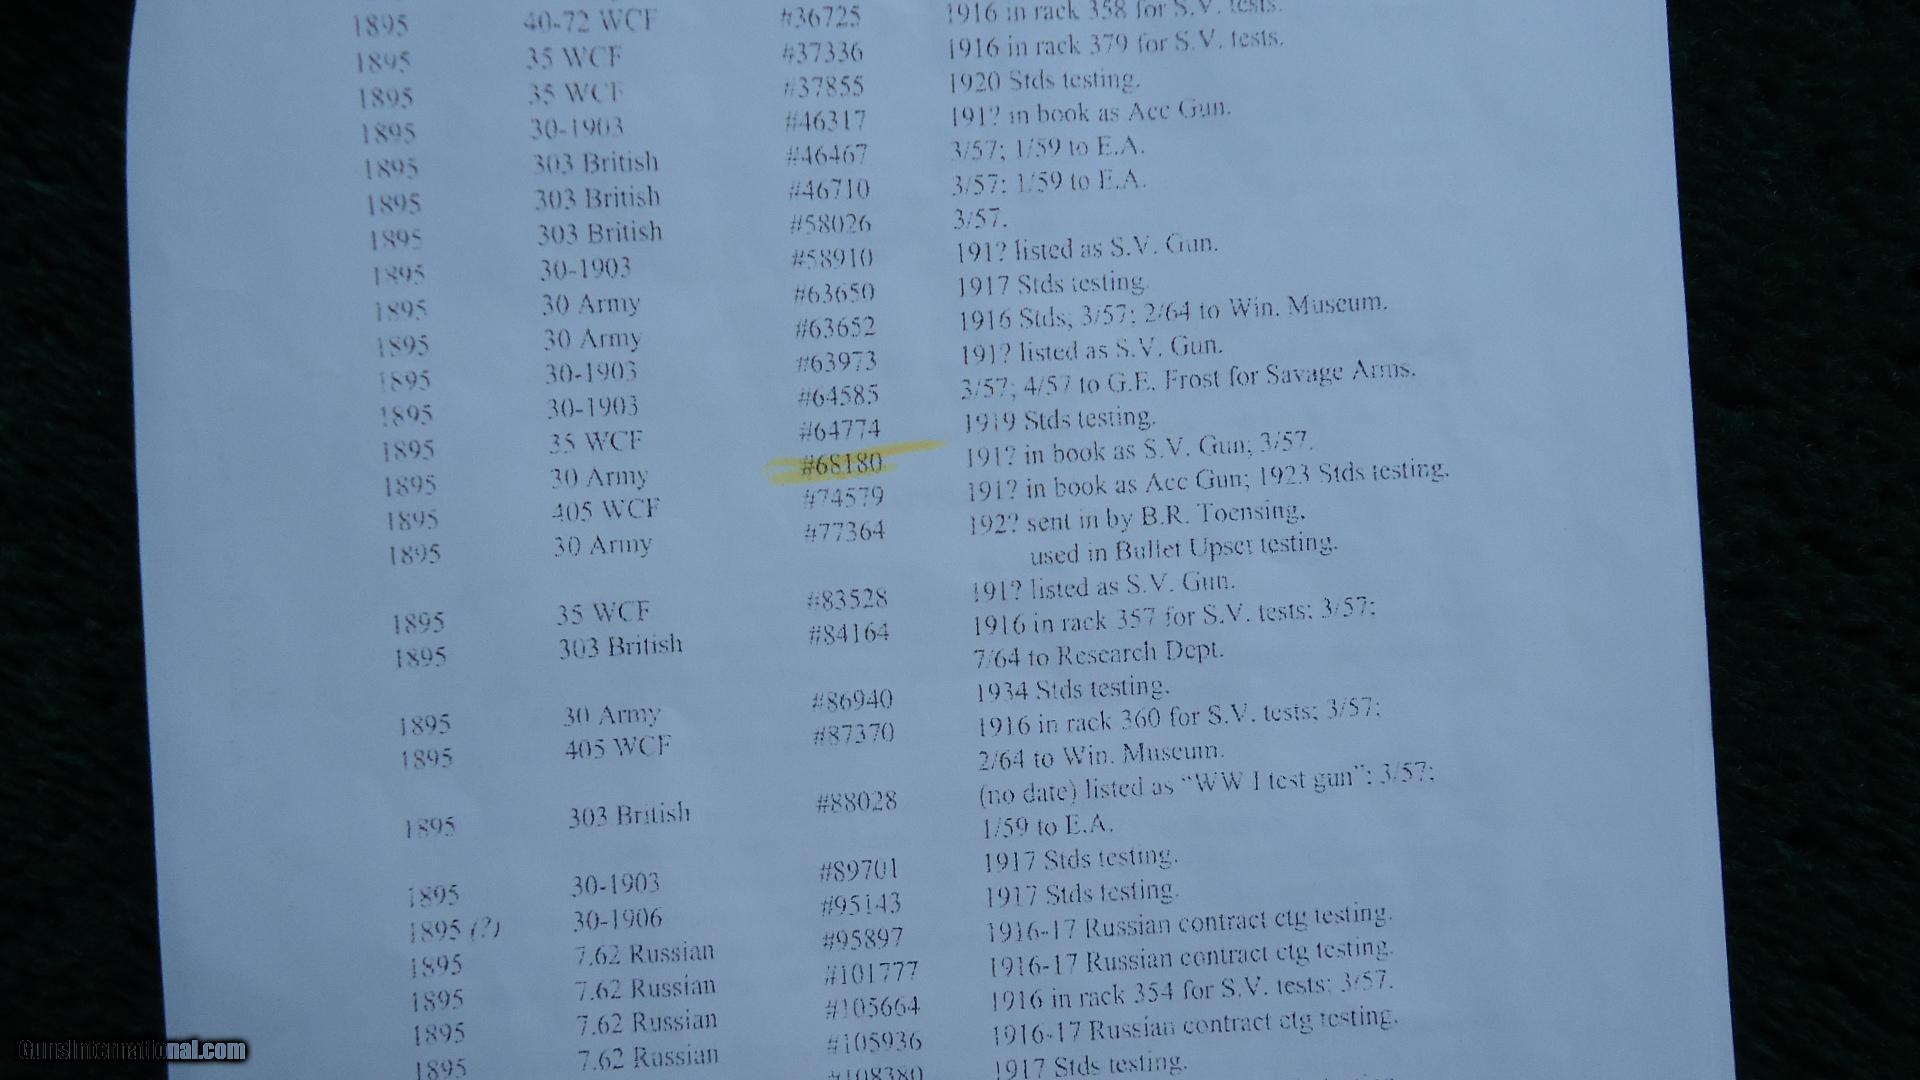 1895 40-72 WCF #36725 1916 in rack 358 for S.V. tests.
1895 35 WCF #37336 1916 in rack 379 for S.V. tests.
1895 35 WCF #37855 1920 Stds testing.
1895 30-1903 #46317 191? in book as Acc Gun.
1895 303 British #46467 3/57; 1/59 to E.A.
1895 303 British #46710 3/57; 1/59 to E.A.
1895 303 British #58026 3/57.
1895 30-1903 #58910 191? listed as S.V. Gun.
1895 30 Army #63650 1917 Stds testing.
1895 30 Army #63652 1916 Stds, 3/57; 2/64 to Win. Museum.
1895 30-1903 #63973 191? listed as S.V. Gun.
1895 30-1903 #64585 3/57; 4/57 to G.E. Frost for Savage Arms.
1895 35 WCF #64774 1919 Stds testing.
1895 30 Army #68180 191? in book as S.V. Gun; 3/57.
1895 405 WCF #74579 191? in book as Acc Gun; 1923 Stds testing.
1895 30 Army #77364 192? sent in by B.R. Toensing,
used in Bullet Upset testing.
1895 35 WCF #83528 191? listed as S.V. Gun.
1895 303 British #84164 1916 in rack 357 for S.V. tests; 3/57;
7/64 to Research Dept.
1895 30 Army #86940 1934 Stds testing.
1895 405 WCF #87370 1916 in rack 360 for S.V. tests; 3/57;
2/64 to Win. Museum.
1895 303 British #88028 (no date) listed as “WW I test gun”; 3/57;
1/59 to E.A.
1895 30-1903 #89701 1917 Stds testing.
1895 (?) 30-1906 #95143 1917 Stds testing.
1895 7.62 Russian #95897 1916-17 Russian contract ctg testing.
1895 7.62 Russian #101777 1916-17 Russian contract ctg testing.
1895 7.62 Russian #105664 1916 in rack 354 for S.V. tests; 3/57.
1895 7.62 Russian #105936 1916-17 Russian contract ctg testing.
#108380 1917 Stds testing.
GunsInternational.com